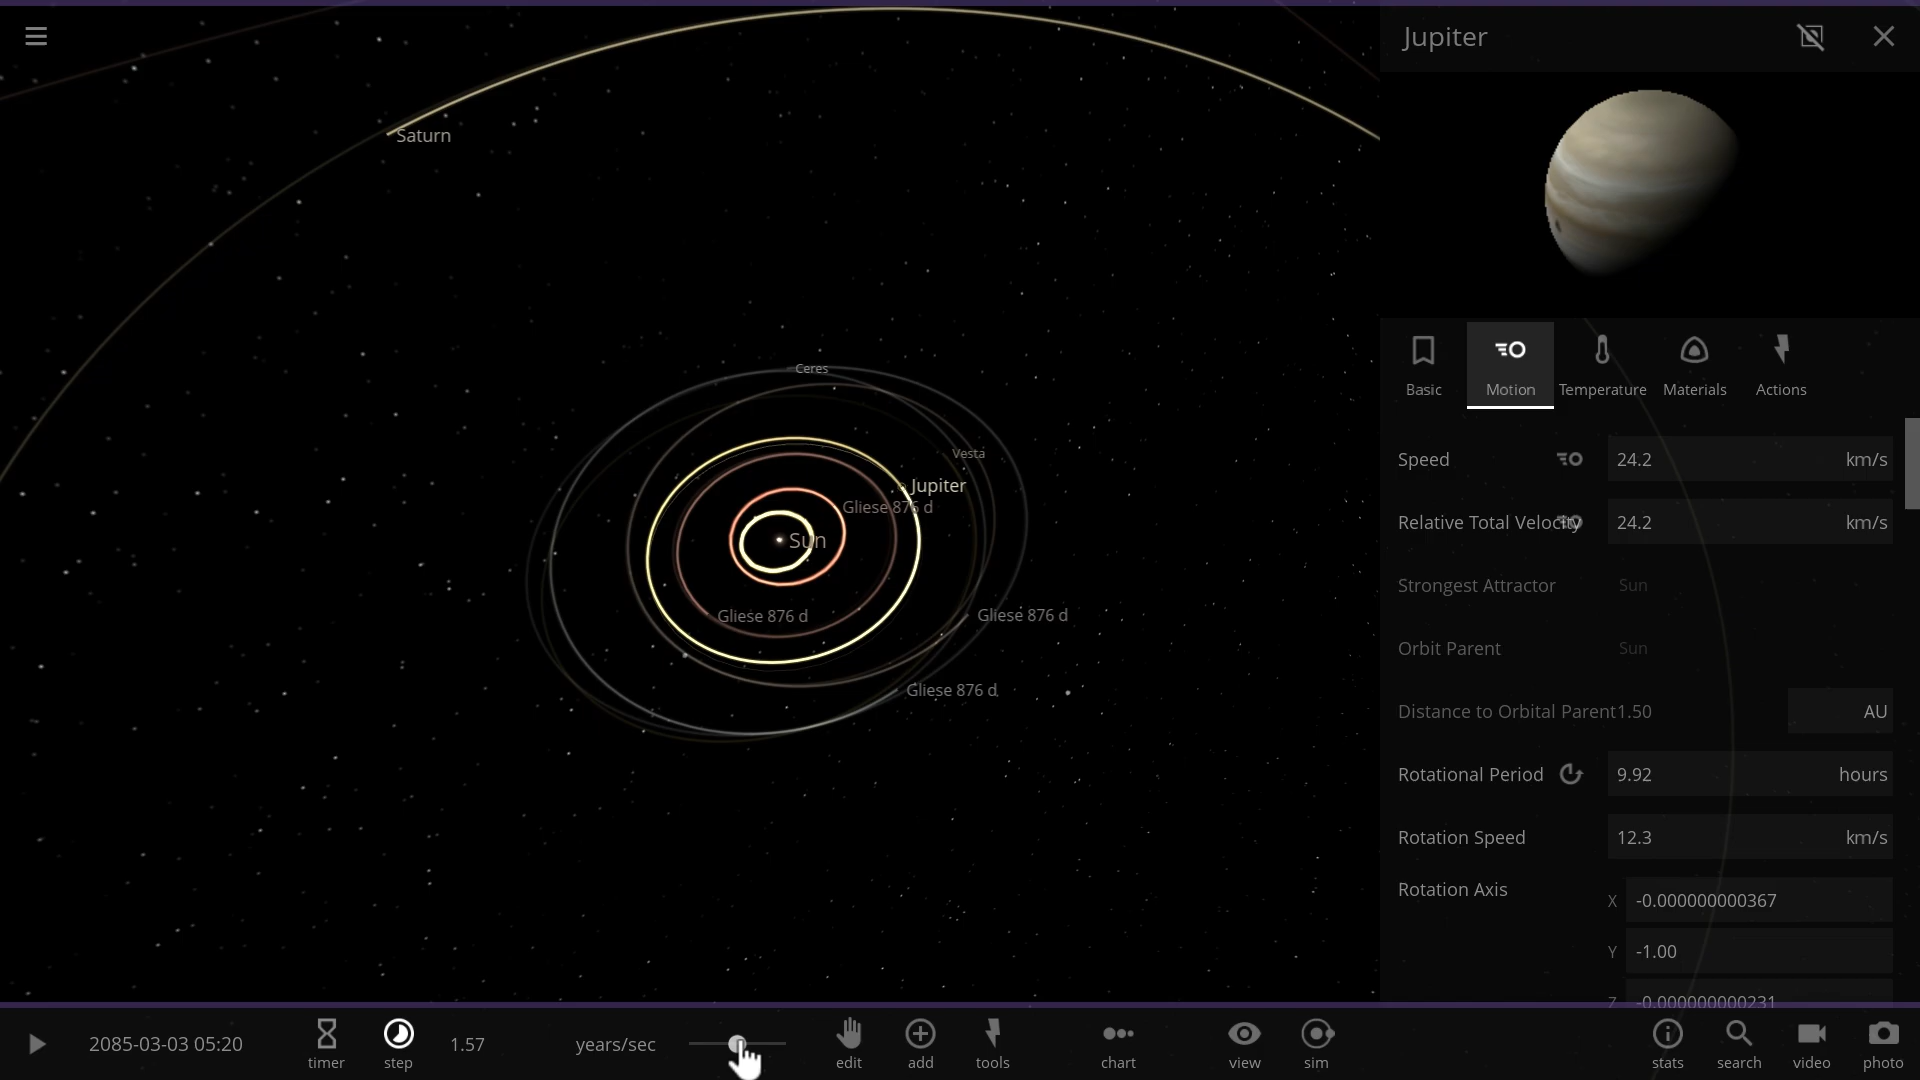 Jupiter
Saturn
Ceres
Vesta
Jupiter
Gliese 876 d
Sun
Gliese 876 d
Gliese 876 d
Gliese 876 d
Basic
Motion
Temperature
Materials
Actions
Speed 24.2 km/s
Relative Total Velocity 24.2 km/s
Strongest Attractor Sun
Orbit Parent Sun
Distance to Orbital Parent 1.50 AU
Rotational Period 9.92 hours
Rotation Speed 12.3 km/s
Rotation Axis
X -0.000000000367
Y -1.00
Z -0.000000000231
2085-03-03 05:20
timer
step
1.57 years/sec
edit
add
tools
chart
view
sim
stats
search
video
photo